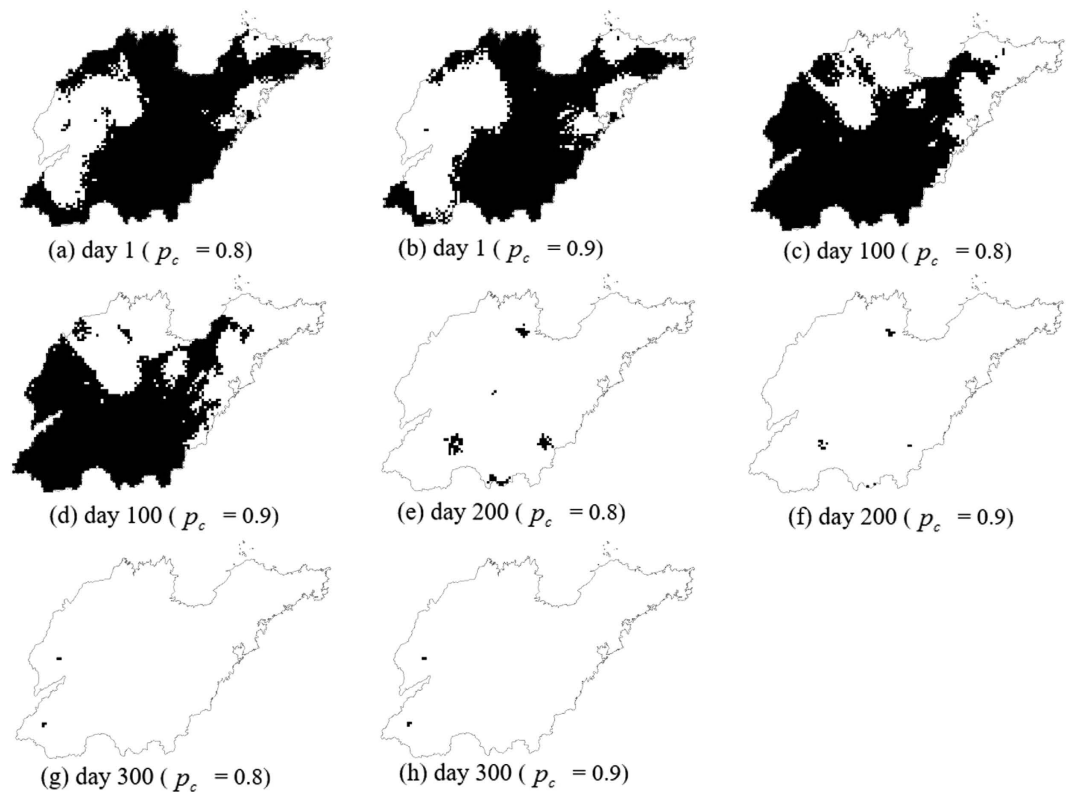 (a) day 1 ( p_c = 0.8)
(b) day 1 ( p_c = 0.9)
(c) day 100 ( p_c = 0.8)
(d) day 100 ( p_c = 0.9)
(e) day 200 ( p_c = 0.8)
(f) day 200 ( p_c = 0.9)
(g) day 300 ( p_c = 0.8)
(h) day 300 ( p_c = 0.9)